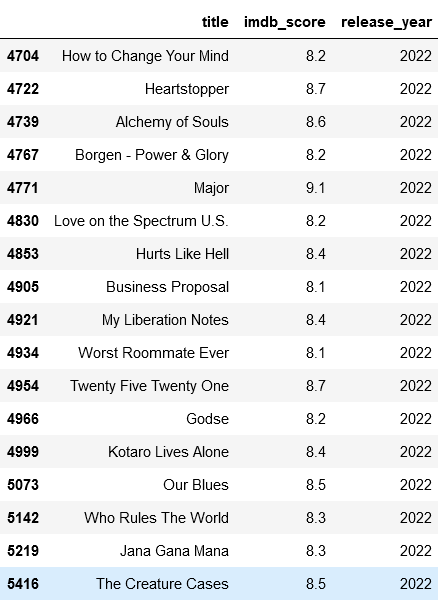 title imdb_score release_year
4704 How to Change Your Mind 8.2 2022
4722 Heartstopper 8.7 2022
4739 Alchemy of Souls 8.6 2022
4767 Borgen - Power & Glory 8.2 2022
4771 Major 9.1 2022
4830 Love on the Spectrum U.S. 8.2 2022
4853 Hurts Like Hell 8.4 2022
4905 Business Proposal 8.1 2022
4921 My Liberation Notes 8.4 2022
4934 Worst Roommate Ever 8.1 2022
4954 Twenty Five Twenty One 8.7 2022
4966 Godse 8.2 2022
4999 Kotaro Lives Alone 8.4 2022
5073 Our Blues 8.5 2022
5142 Who Rules The World 8.3 2022
5219 Jana Gana Mana 8.3 2022
5416 The Creature Cases 8.5 2022